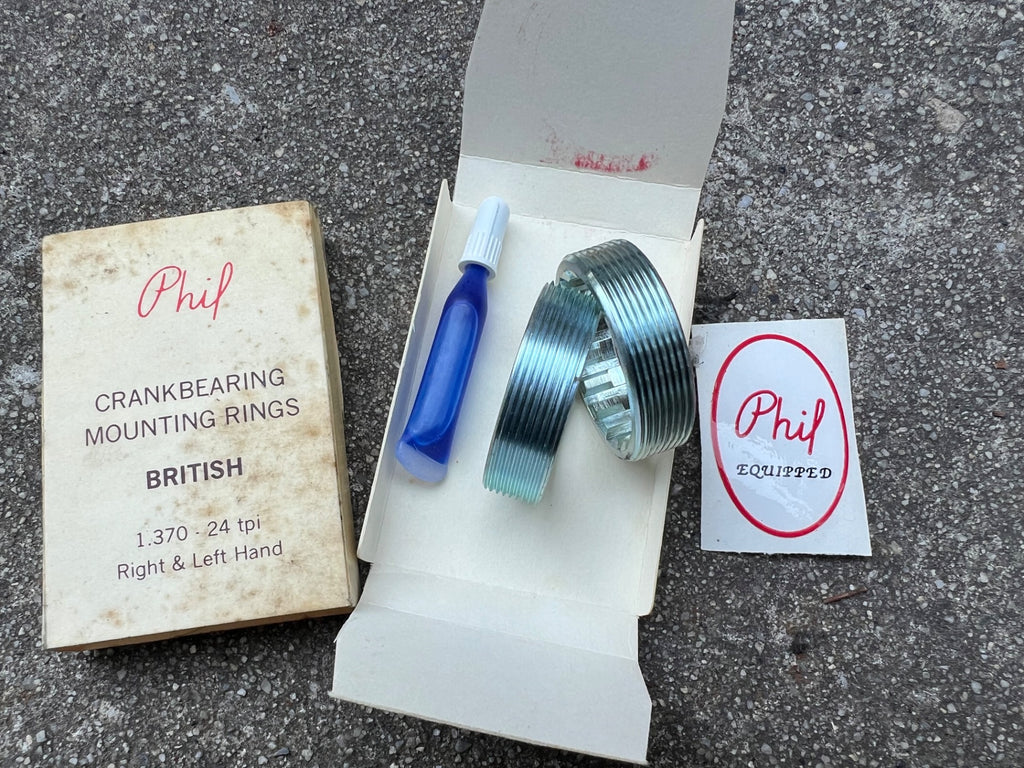 Phil
CRANKBEARING
MOUNTING RINGS
BRITISH
1.370 - 24 tpi
Right & Left Hand
Phil
EQUIPPED